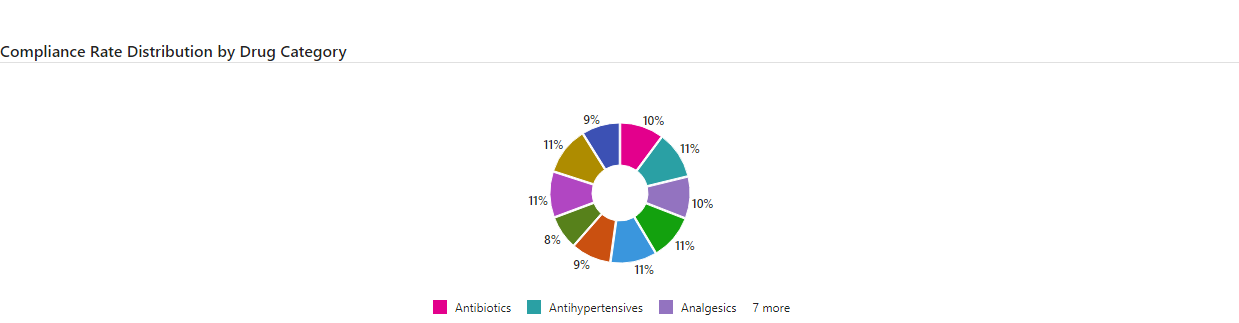 Compliance Rate Distribution by Drug Category
9% 10%
11% 11%
11% 10%
8% 11%
9% 11%
Antibiotics Antihypertensives Analgesics 7 more